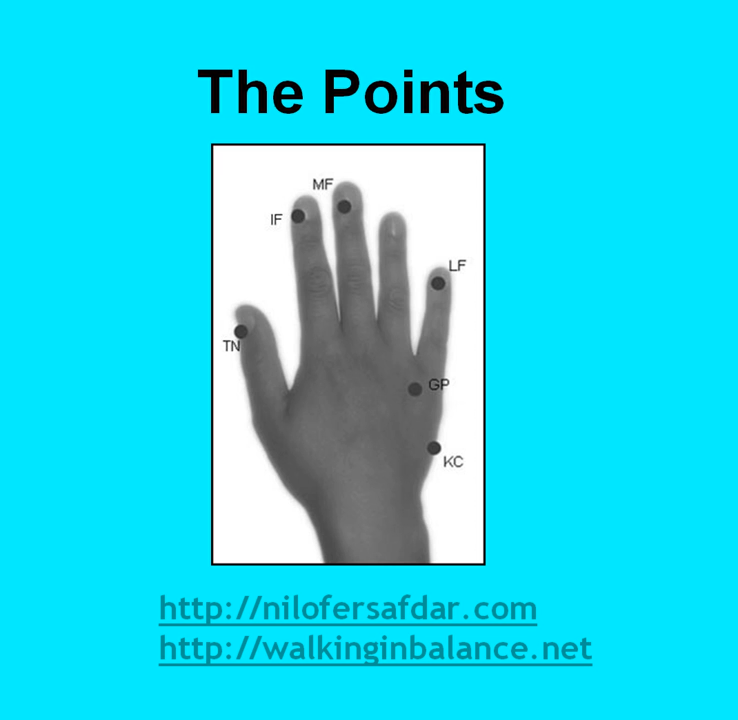 The Points
MF
IF
LF
TN
GP
KC
http://nilofersafdar.com
http://walkinginbalance.net